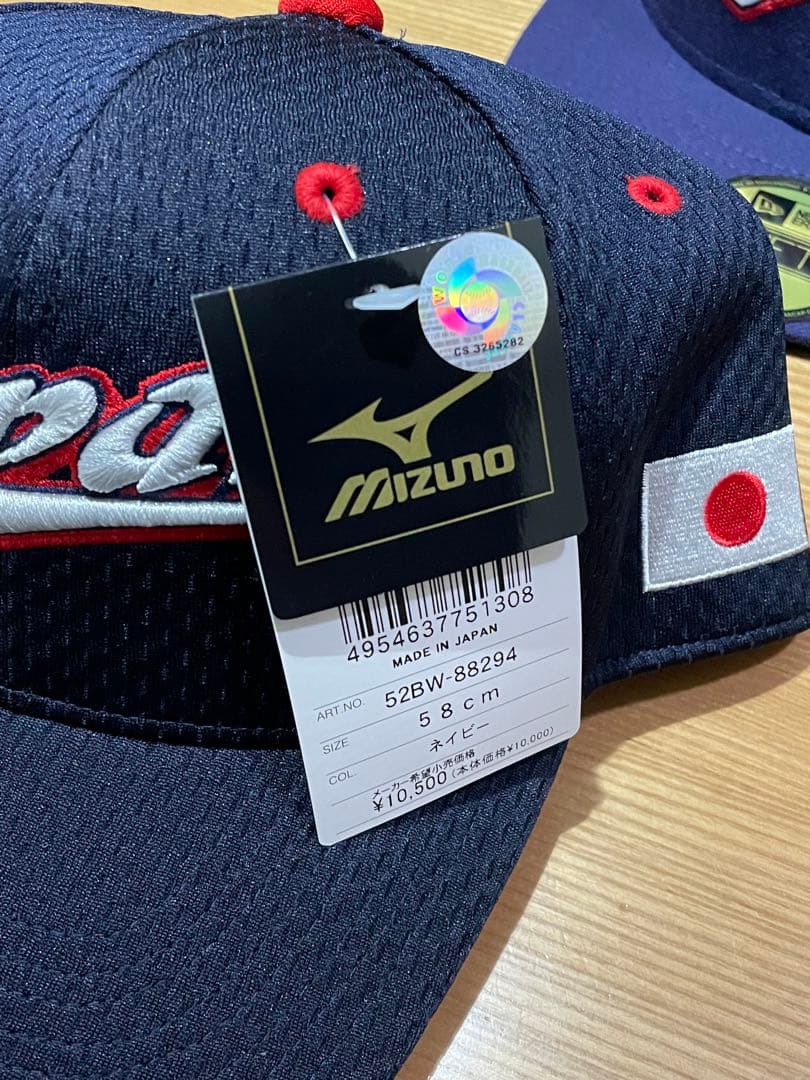 CS 3265282
MIZUNO
pa
4954637751308
MADE IN JAPAN
ART.NO. 52BW-88294
SIZE 58cm
COL. ネイビー
メーカー希望小売価格
¥10,500(本体価格¥10,000)